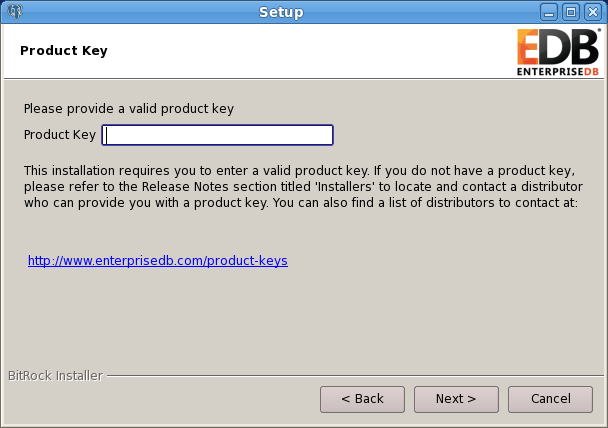 Setup
Product Key
EDB
ENTERPRISEDB
Please provide a valid product key
Product Key
This installation requires you to enter a valid product key. If you do not have a product key,
please refer to the Release Notes section titled 'Installers' to locate and contact a distributor
who can provide you with a product key. You can also find a list of distributors to contact at:
http://www.enterprisedb.com/product-keys
BitRock Installer
< Back
Next >
Cancel